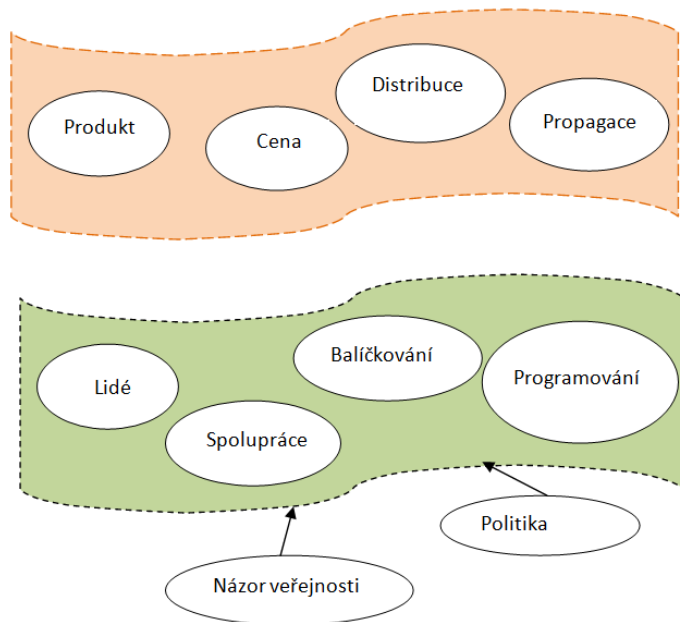 Produkt
Cena
Distribuce
Propagace
Lidé
Spolupráce
Balíčkování
Programování
Politika
Názor veřejnosti